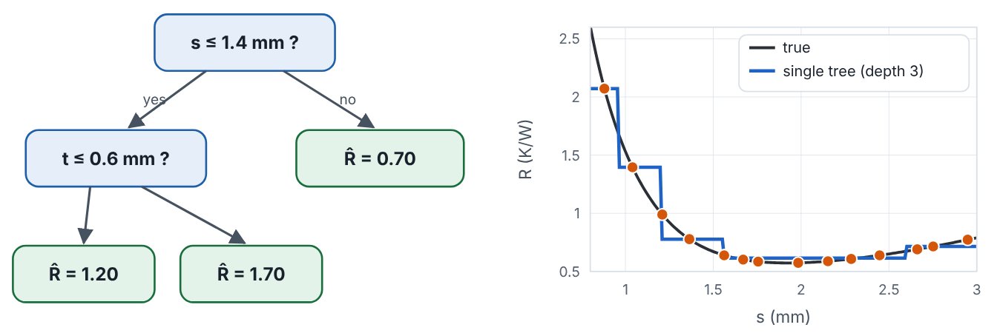 s ≤ 1.4 mm ?
yes
no
t ≤ 0.6 mm ?
R̂ = 0.70
R̂ = 1.20
R̂ = 1.70
true
single tree (depth 3)
R (K/W)
2.5
2
1.5
1
0.5
1
1.5
2
2.5
3
s (mm)